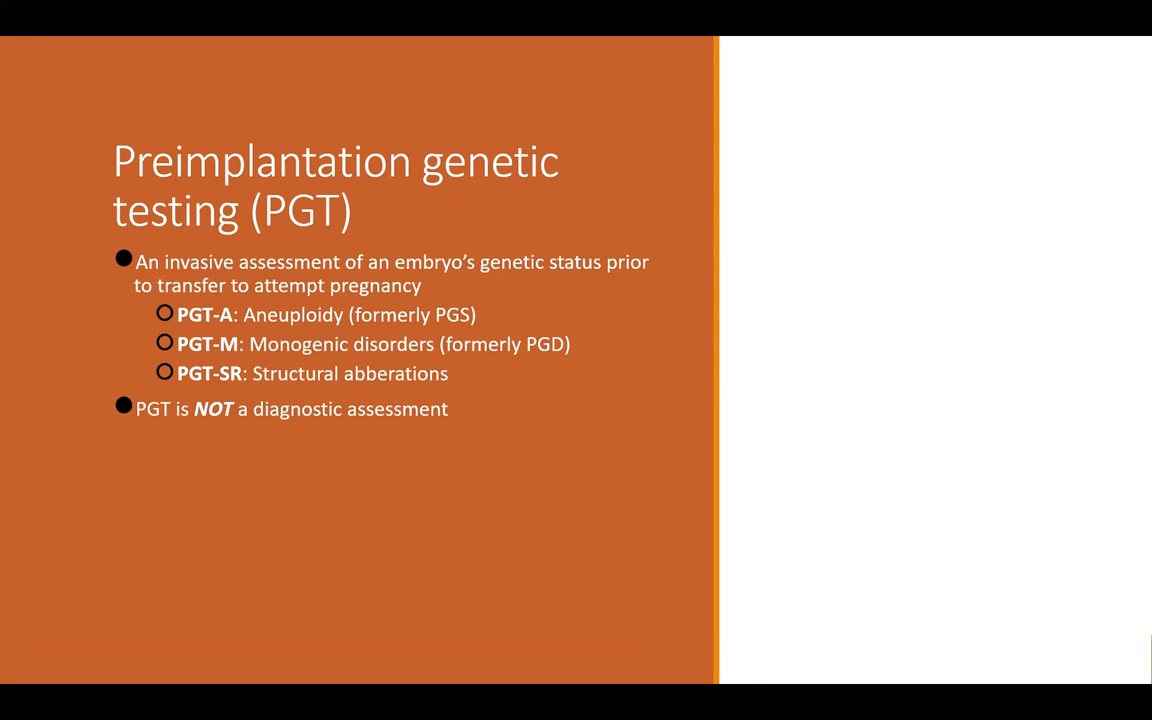 Preimplantation genetic
testing (PGT)
An invasive assessment of an embryo’s genetic status prior
to transfer to attempt pregnancy
PGT-A: Aneuploidy (formerly PGS)
PGT-M: Monogenic disorders (formerly PGD)
PGT-SR: Structural abberations
PGT is NOT a diagnostic assessment